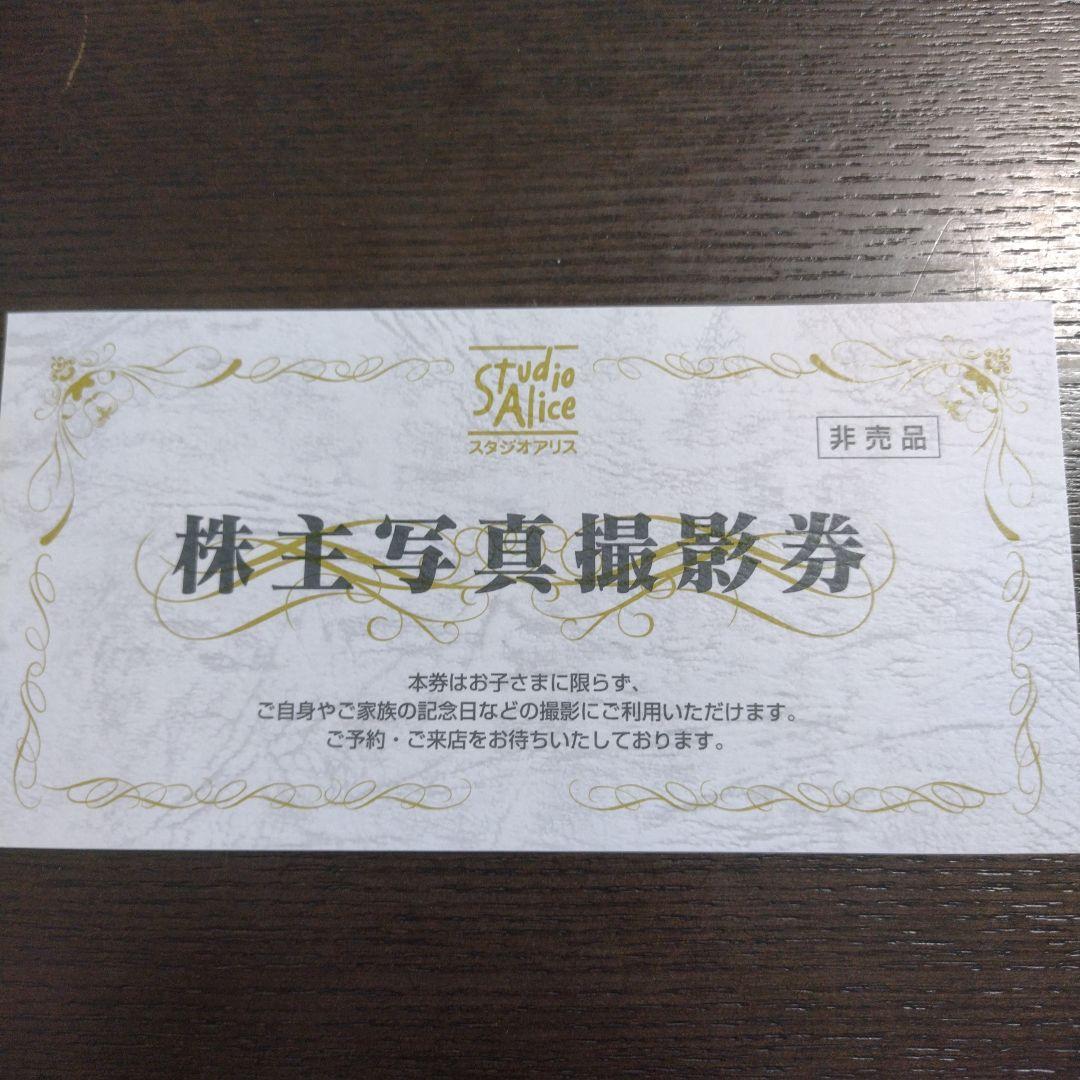 Studio
Alice
スタジオアリス
非売品
株主写真撮影券
本券はお子さまに限らず、
ご自身やご家族の記念日などの撮影にご利用いただけます。
ご予約・ご来店をお待ちいたしております。